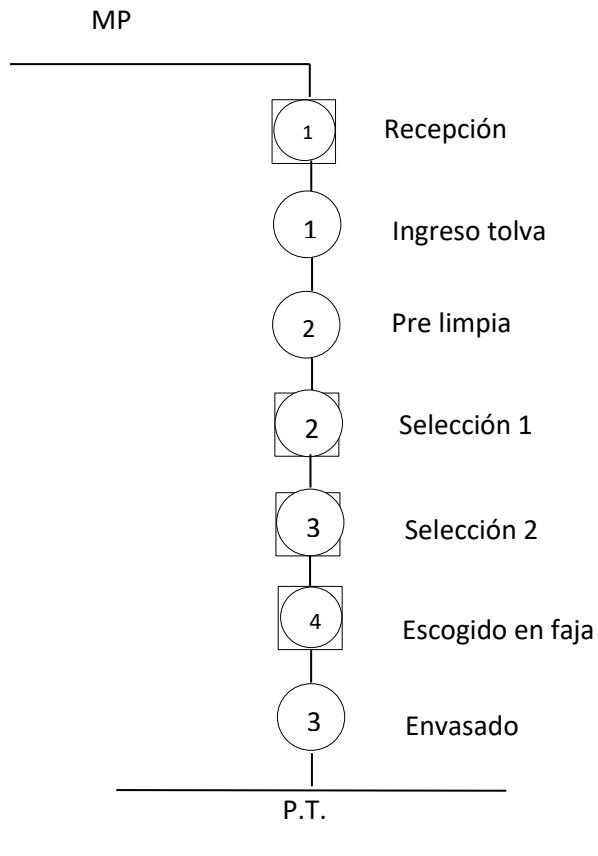 MP
1 Recepción
1 Ingreso tolva
2 Pre limpia
2 Selección 1
3 Selección 2
4 Escogido en faja
3 Envasado
P.T.